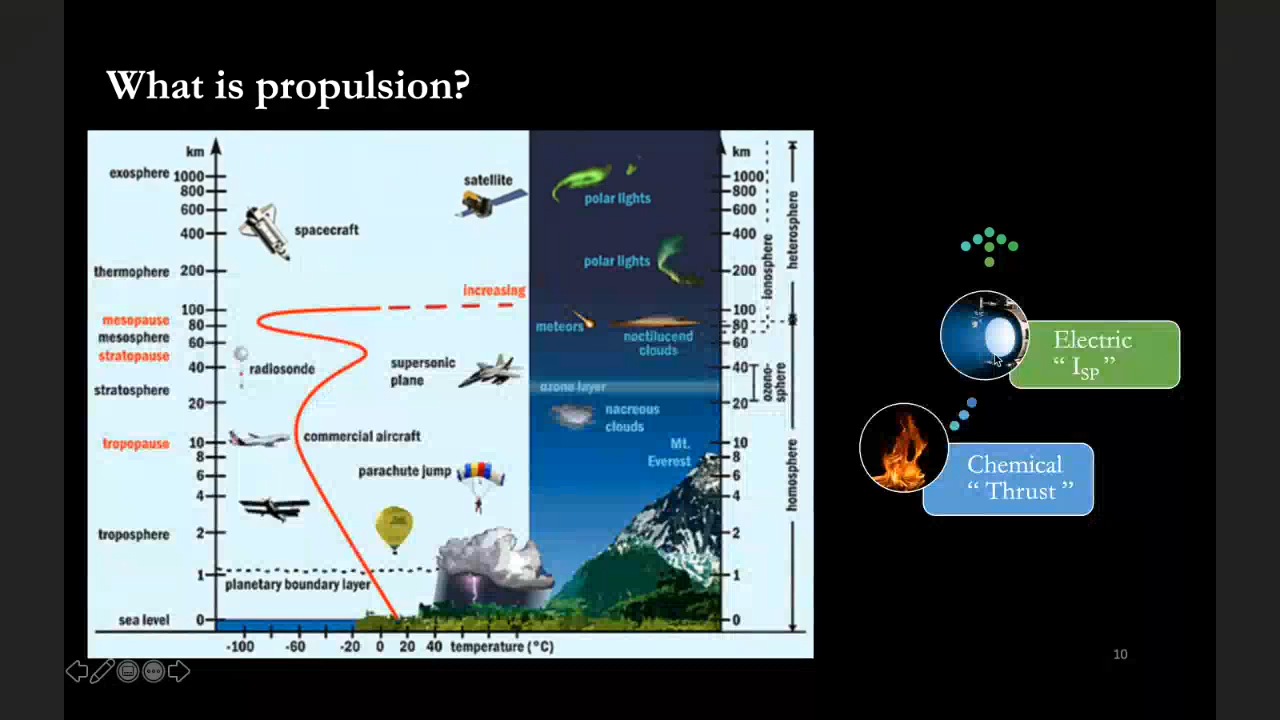 What is propulsion?
km
exosphere
1000
800
600
400
thermophere
200
100
mesopause
80
mesosphere
60
stratopause
40
stratosphere
20
tropopause
10
8
6
4
troposphere
2
1
sea level
0
-100
-60
-20
0
20
40
temperature (°C)
satellite
spacecraft
increasing
radiosonde
supersonic
plane
commercial aircraft
parachute jump
planetary boundary layer
polar lights
polar lights
meteors
noctilucend
clouds
ozone layer
nacreous
clouds
Mt.
Everest
km
1000
800
600
400
200
100
80
60
40
20
10
8
6
4
2
1
0
ionosphere
ozono-
sphere
heterosphere
homosphere
Electric
“ ISP ”
Chemical
“ Thrust ”
10